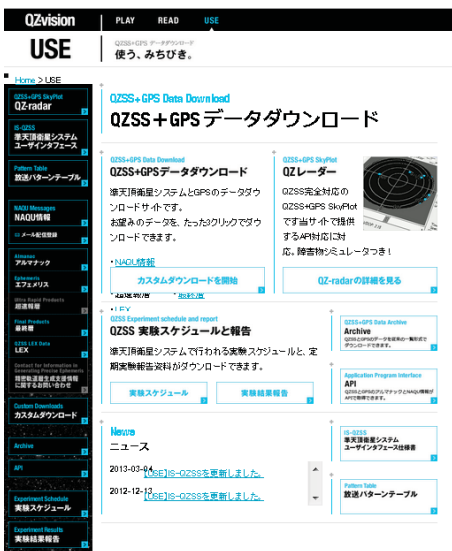 QZ-vision
PLAY
READ
USE
USE
QZSS+GPS データダウンロード
使う、みちびき。
Home > USE
QZSS+GPS SkyPlot
QZ-radar
IS-QZSS
準天頂衛星システム
ユーザインタフェース
Pattern Table
放送パターンテーブル
NAQU Messages
NAQU情報
メール配信登録
Almanac
アルマナック
Ephemeris
エフェメリス
Ultra Rapid Products
超速報暦
Final Products
最終暦
QZSS LEX Data
LEX
Contact for Information in
Generating Precise Ephemeris
精密軌道暦生成支援情報
に関するお問い合わせ
Custom Downloads
カスタムダウンロード
Archive
API
Experiment Schedule
実験スケジュール
Experiment Results
実験結果報告
QZSS+GPS Data Download
QZSS+GPSデータダウンロード
QZSS+GPS Data Download
QZSS+GPSデータダウンロード
準天頂衛星システムとGPSのデータダウ
ンロードサイトです。
お望みのデータを、たった3クリックでダウ
ンロードできます。
・NAQU情報
カスタムダウンロードを開始
・超速報暦
・最終暦
・LEX
QZSS+GPS SkyPlot
QZレーダー
QZSS完全対応の
QZSS+GPS SkyPlot
です当サイトで提供
するAPI対応に対
応。障害物シミュレータつき!
QZ-radarの詳細を見る
QZSS Experiment schedule and report
QZSS 実験スケジュールと報告
準天頂衛星システムで行われる実験スケジュールと、定
期実験報告資料がダウンロードできます。
実験スケジュール
実験結果報告
QZSS+GPS Data Archive
Archive
QZSSとGPSのデータを従来の一覧形式で
ダウンロードできます。
Application Program Interface
API
QZSSとGPSのアルマナックとNAQU情報が
APIで取得できます。
News
ニュース
2013-03-04
[USE]IS-QZSSを更新しました。
2012-12-13
[USE]IS-QZSSを更新しました。
IS-QZSS
準天頂衛星システム
ユーザインタフェース仕様書
Pattern Table
放送パターンテーブル